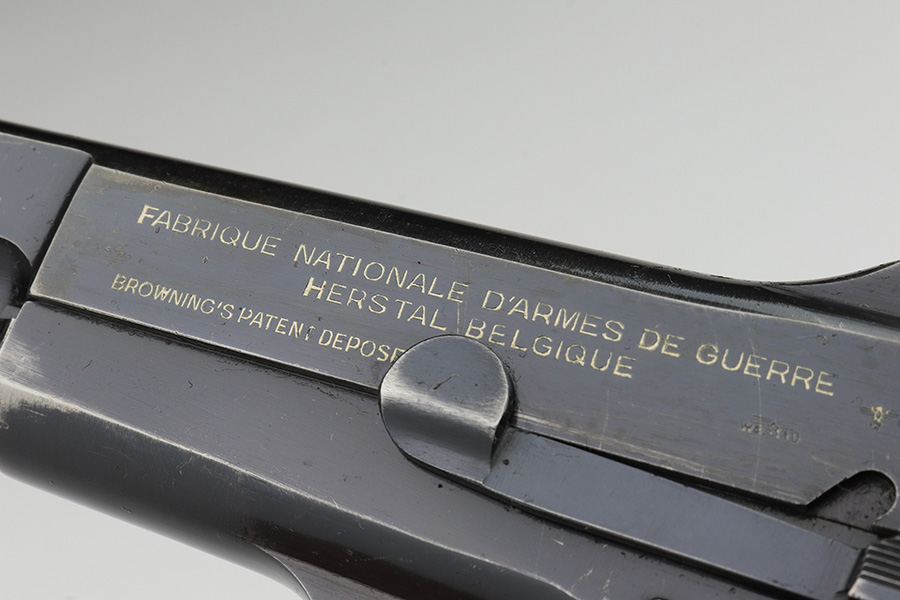 FABRIQUE NATIONALE D'ARMES DE GUERRE
HERSTAL BELGIQUE
BROWNING'S PATENT DEPOSE